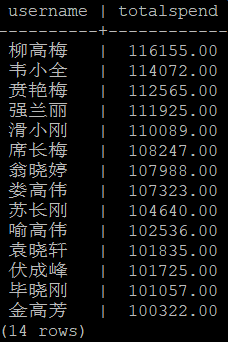 username | totalspend
----------+------------
柳高梅 | 116155.00
韦小全 | 114072.00
贲艳梅 | 112565.00
强兰丽 | 111925.00
滑小刚 | 110089.00
席长梅 | 108247.00
翁晓婷 | 107988.00
娄高伟 | 107323.00
苏长刚 | 104640.00
喻高伟 | 102536.00
袁晓轩 | 101835.00
伏成峰 | 101725.00
毕晓刚 | 101057.00
金高芳 | 100322.00
(14 rows)